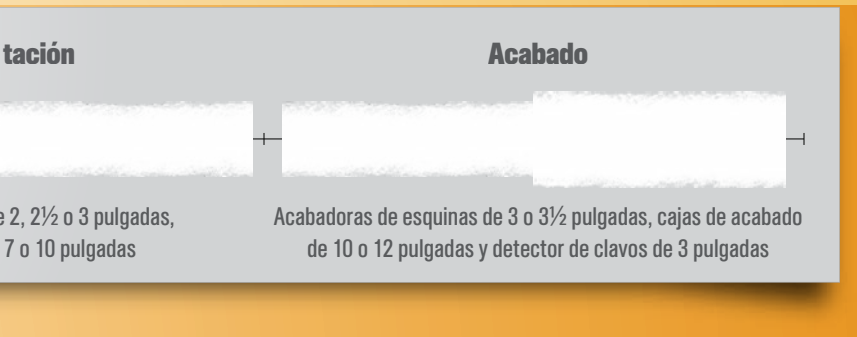 tación
Acabado
e 2, 2½ o 3 pulgadas,
7 o 10 pulgadas
Acabadoras de esquinas de 3 o 3½ pulgadas, cajas de acabado
de 10 o 12 pulgadas y detector de clavos de 3 pulgadas